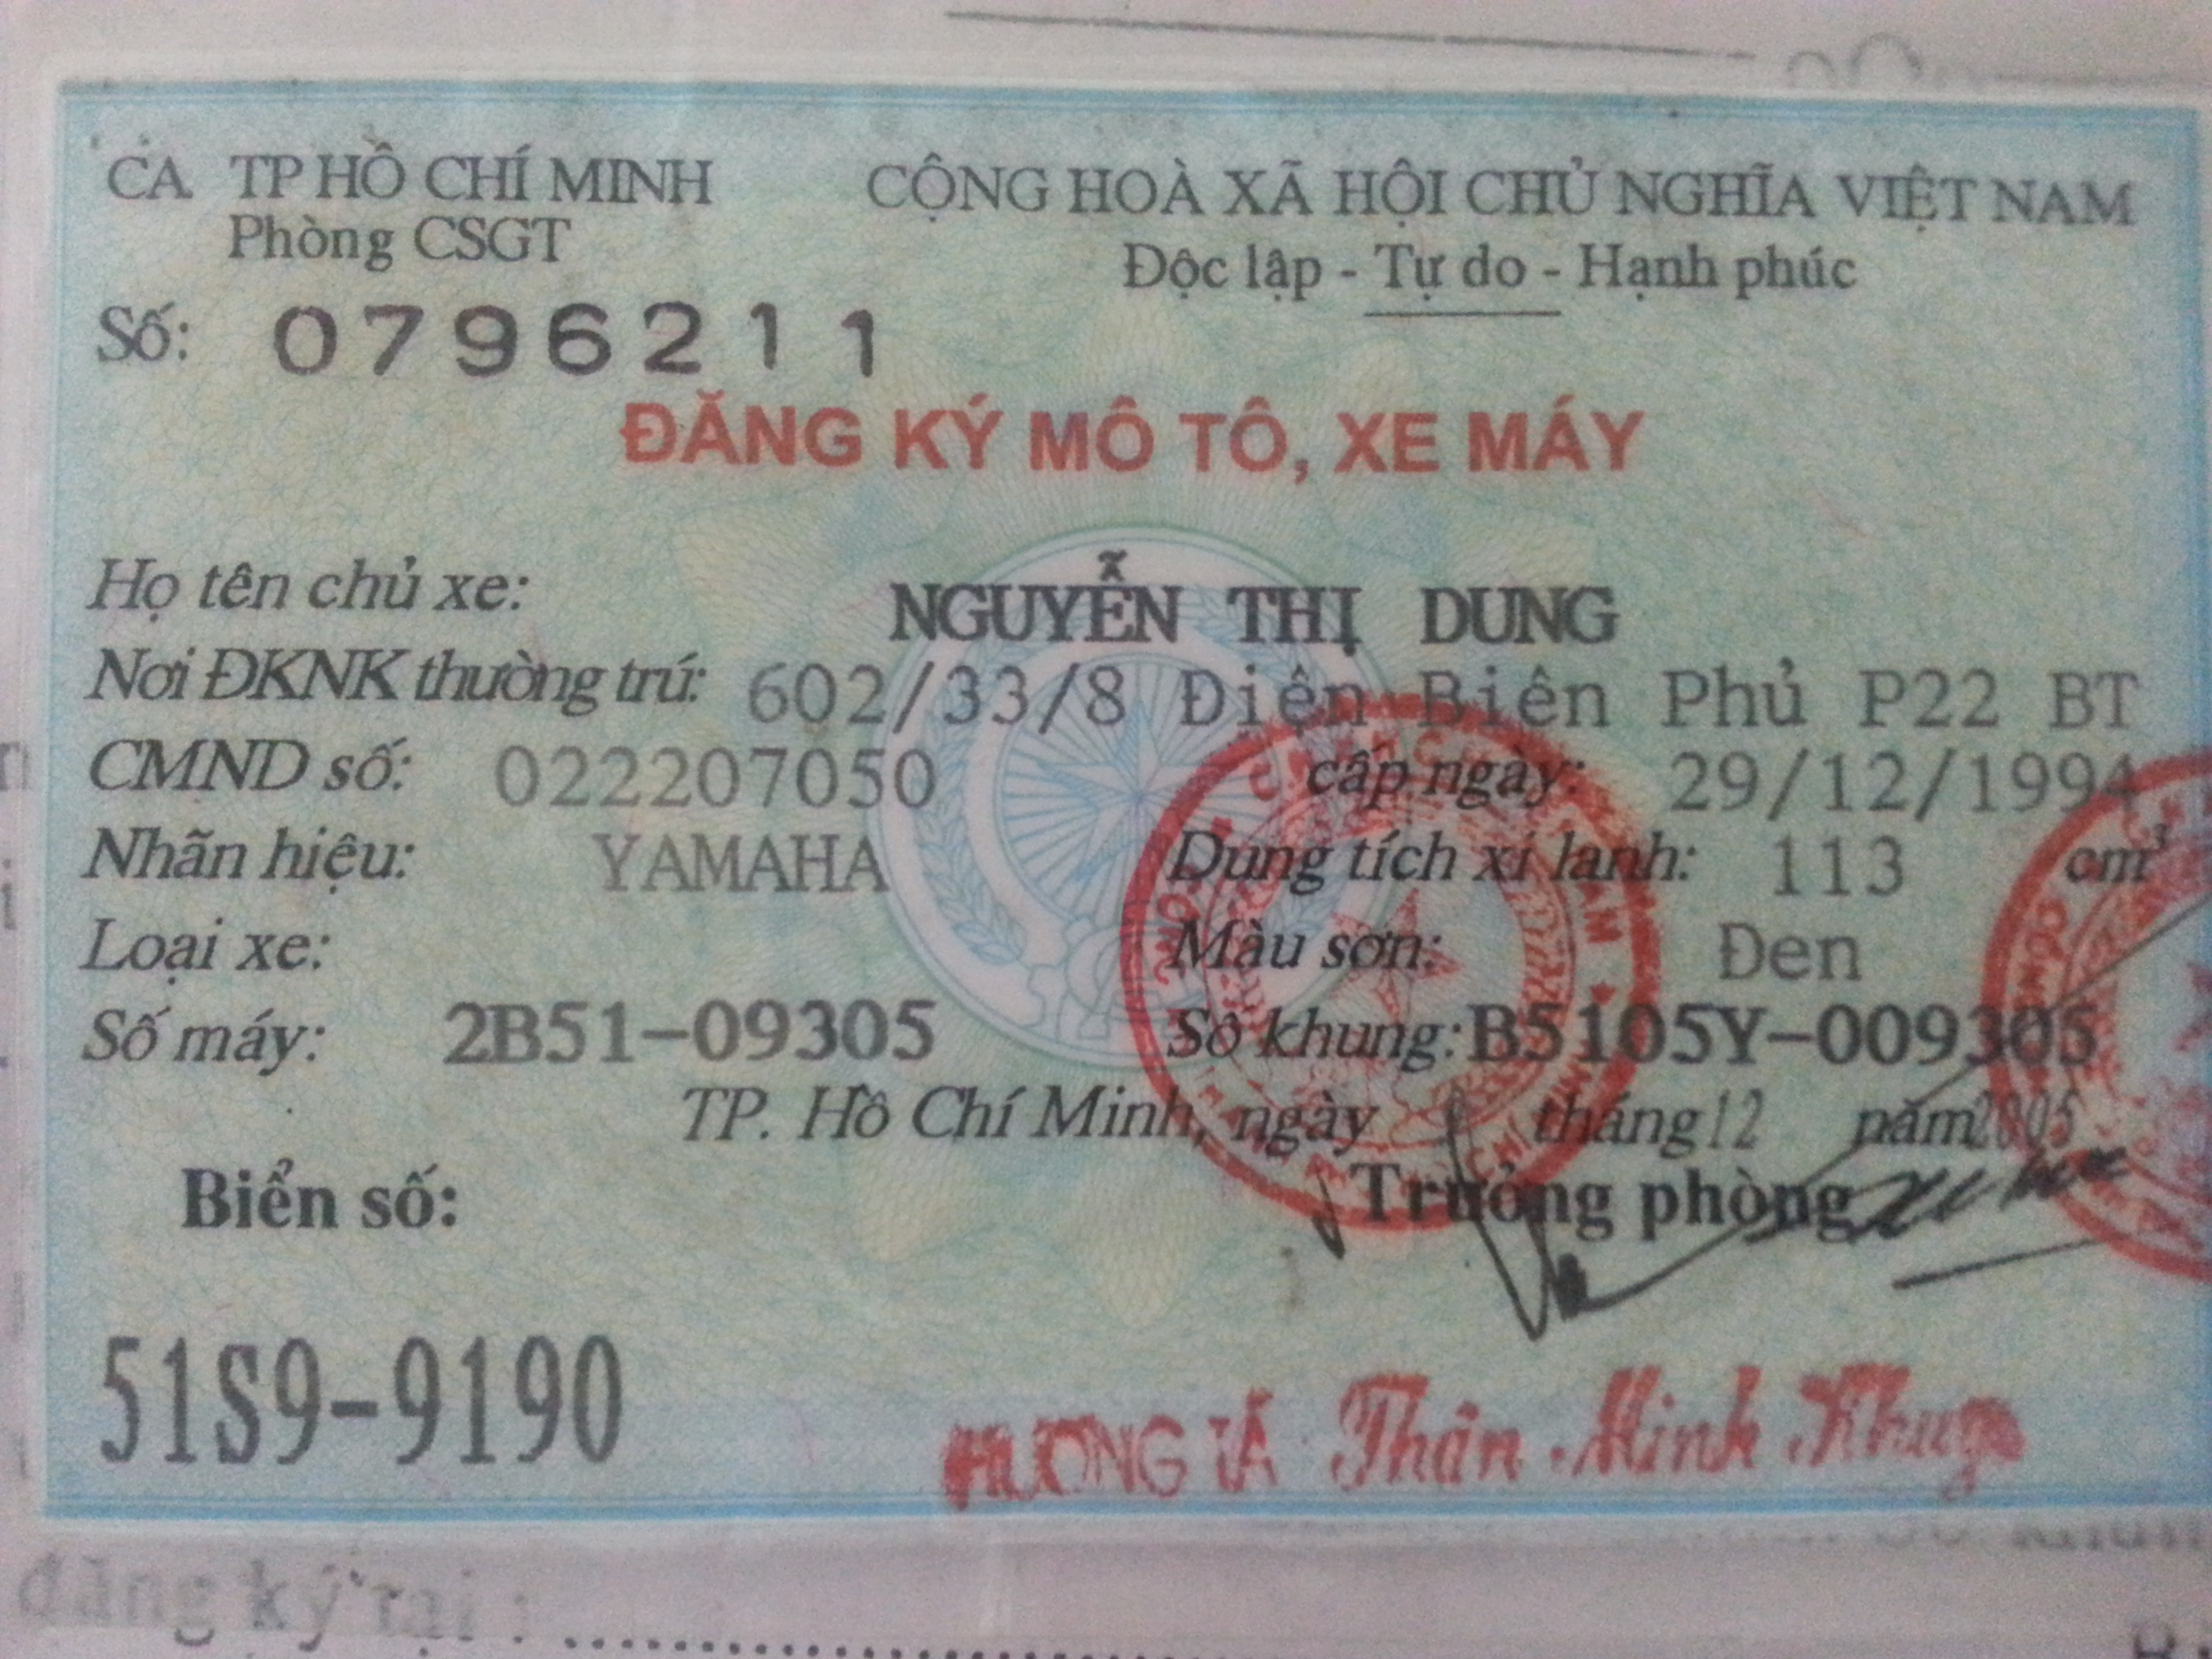 CA TP HỒ CHÍ MINH
Phòng CSGT
CỘNG HOÀ XÃ HỘI CHỦ NGHĨA VIỆT NAM
Độc lập - Tự do - Hạnh phúc
Số: 0796211
ĐĂNG KÝ MÔ TÔ, XE MÁY
Họ tên chủ xe: NGUYỄN THỊ DUNG
Nơi ĐKNK thường trú: 602/33/8 Điện Biên Phủ P22 BT
CMND số: 022207050 cấp ngày: 29/12/1994
Nhãn hiệu: YAMAHA Dung tích xi lanh: 113 cm³
Loại xe: Màu sơn: Đen
Số máy: 2B51-09305 Số khung: B5105Y-009305
TP. Hồ Chí Minh, ngày tháng 12 năm 2005
Biển số: Trưởng phòng
51S9-9190
THƯỢNG TÁ Thân Minh
đăng ký tại :